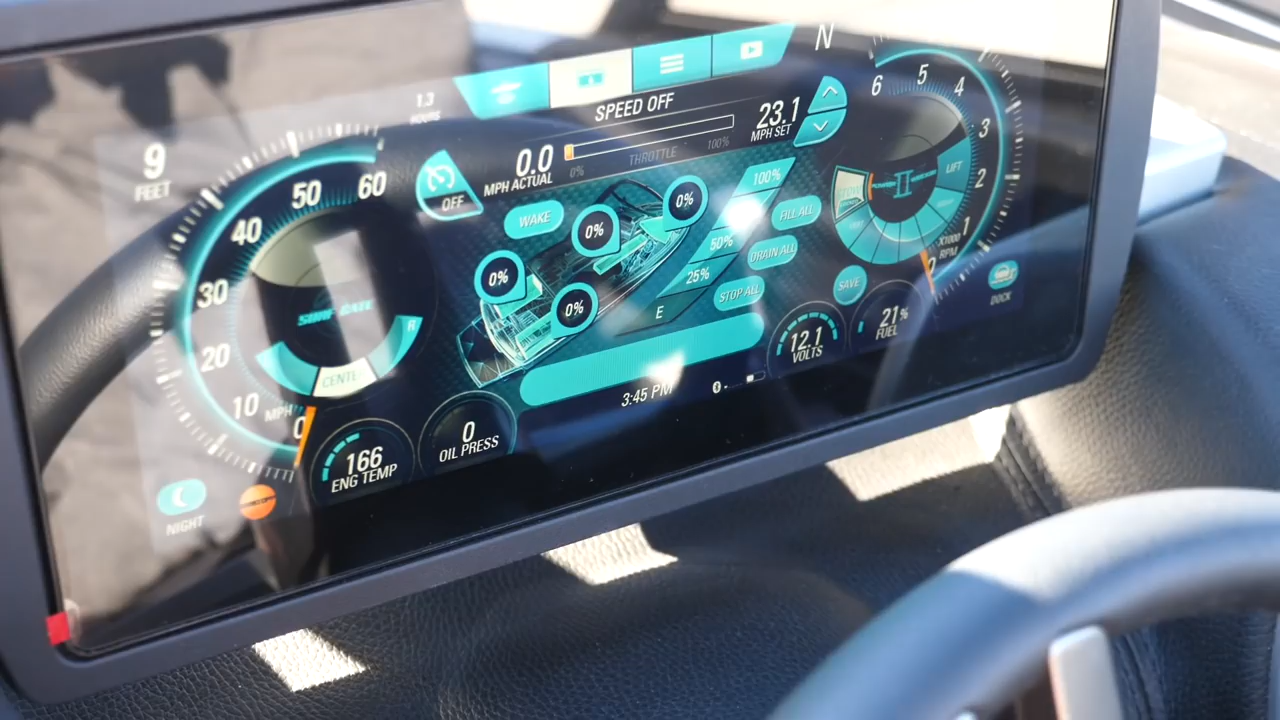 N
1.3
HOURS
SPEED OFF
9
FEET
0.0
MPH ACTUAL
0%
THROTTLE
100%
23.1
MPH SET
OFF
WAKE
0%
0%
0%
0%
100%
50%
25%
E
FILL ALL
DRAIN ALL
STOP ALL
SAVE
60
50
40
30
20
10
0
MPH
SURF GATE
R
6
5
4
3
2
1
0
X1000
RPM
LIFT
DOCK
12.1
VOLTS
21%
FUEL
3:45 PM
0
OIL PRESS
166
ENG TEMP
NIGHT